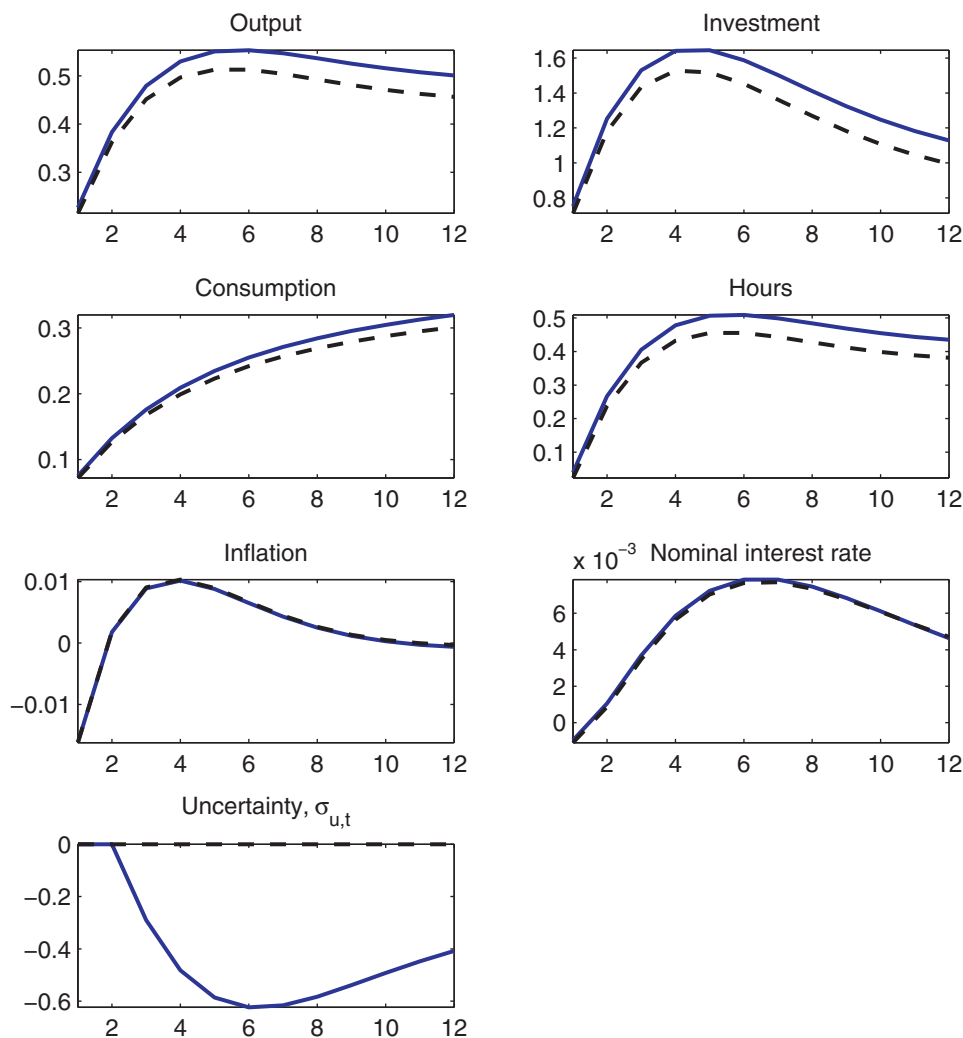 Output
0.5
0.4
0.3
2 4 6 8 10 12
Investment
1.6
1.4
1.2
1
0.8
2 4 6 8 10 12
Consumption
0.3
0.2
0.1
2 4 6 8 10 12
Hours
0.5
0.4
0.3
0.2
0.1
2 4 6 8 10 12
Inflation
0.01
0
−0.01
2 4 6 8 10 12
x 10⁻³ Nominal interest rate
6
4
2
0
2 4 6 8 10 12
Uncertainty, σ_{u,t}
0
−0.2
−0.4
−0.6
2 4 6 8 10 12